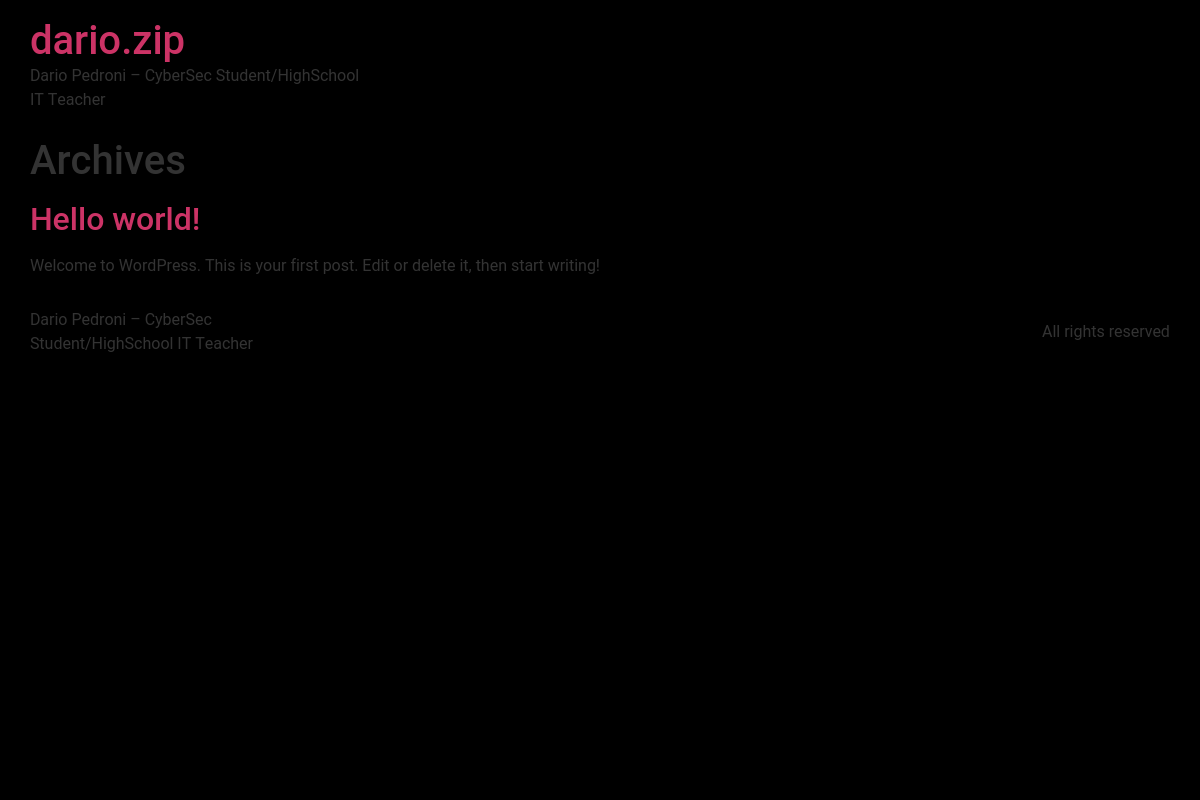 dario.zip
Dario Pedroni – CyberSec Student/HighSchool
IT Teacher
Archives
Hello world!
Welcome to WordPress. This is your first post. Edit or delete it, then start writing!
Dario Pedroni – CyberSec
Student/HighSchool IT Teacher
All rights reserved